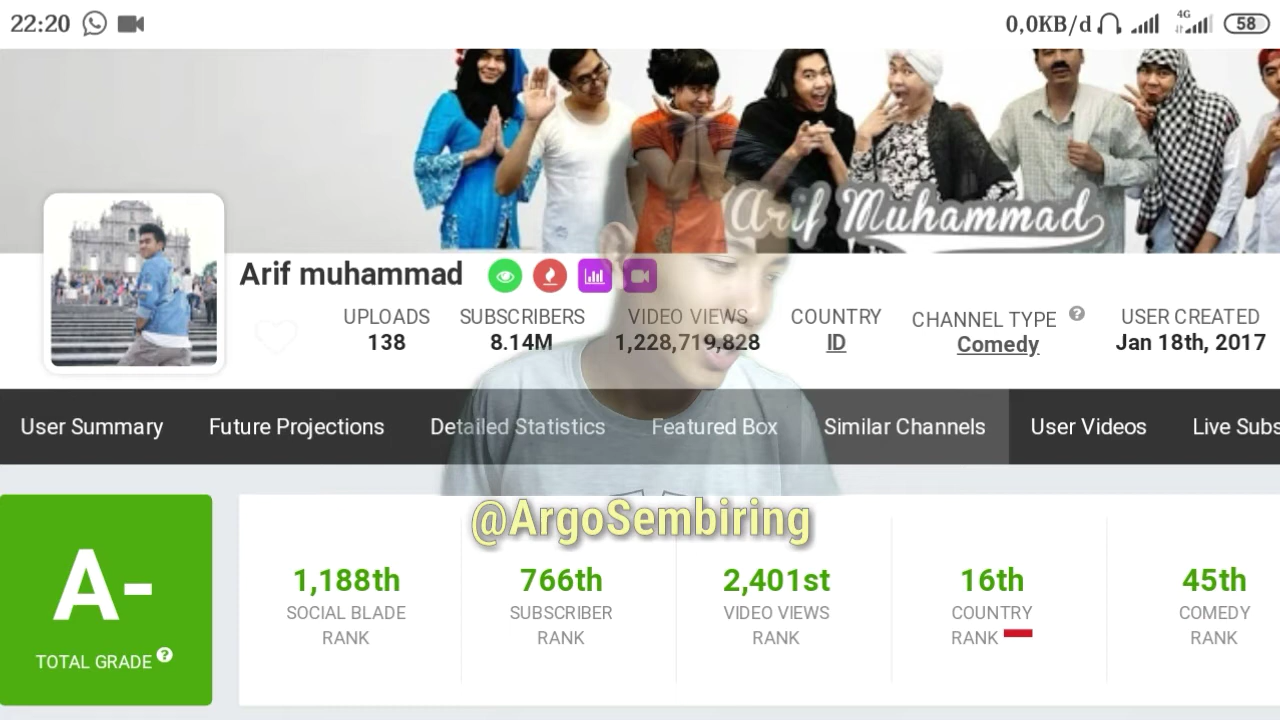 22:20
0,0KB/d
4G
58
Arif Muhammad
Arif muhammad
UPLOADS
138
SUBSCRIBERS
8.14M
VIDEO VIEWS
1,228,719,828
COUNTRY
ID
CHANNEL TYPE ?
Comedy
USER CREATED
Jan 18th, 2017
User Summary Future Projections Detailed Statistics Featured Box Similar Channels User Videos Live Subs
@ArgoSembiring
A-
TOTAL GRADE ?
1,188th
SOCIAL BLADE
RANK
766th
SUBSCRIBER
RANK
2,401st
VIDEO VIEWS
RANK
16th
COUNTRY
RANK
45th
COMEDY
RANK